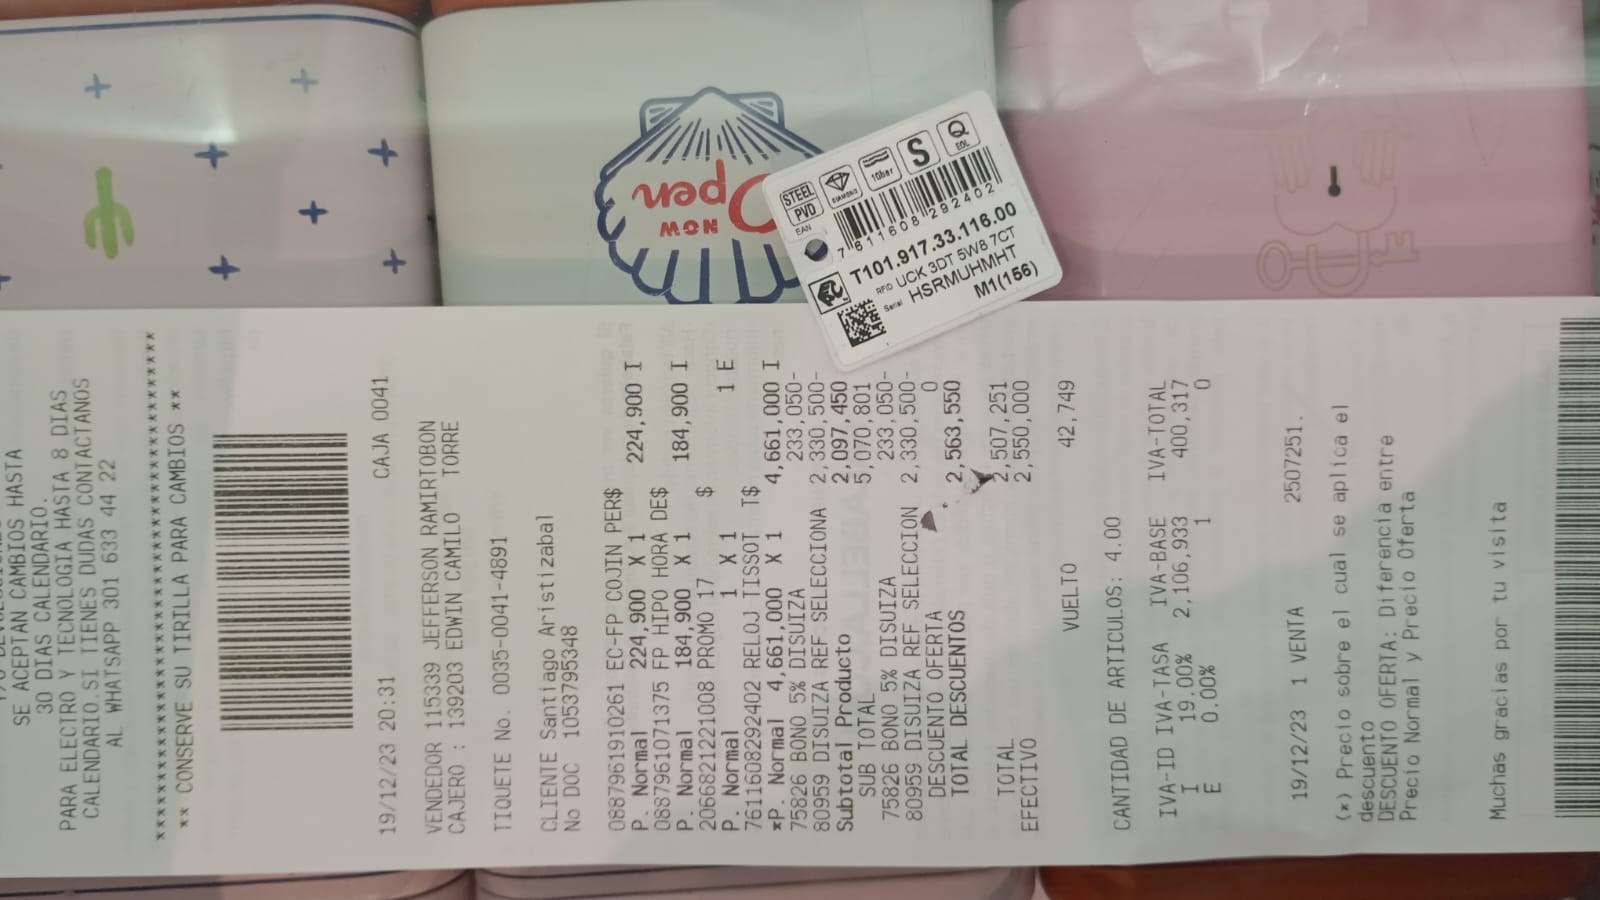 SE ACEPTAN CAMBIOS HASTA
30 DIAS CALENDARIO.
PARA ELECTRO Y TECNOLOGIA HASTA 8 DIAS
CALENDARIO.SI TIENES DUDAS CONTACTANOS
AL WHATSAPP 301 633 44 22
** CONSERVE SU TIRILLA PARA CAMBIOS **
19/12/23 20:31 CAJA 0041
VENDEDOR 115339 JEFFERSON RAMIRTOBON
CAJERO : 139203 EDWIN CAMILO TORRE
TIQUETE No. 0035-0041-4891
CLIENTE Santiago Aristizabal
No DOC 1053795348
0887961910261 EC-FP COJIN PER$
P. Normal 224,900 X 1 224,900 I
0887961071375 FP HIPO HORA DES$
P. Normal 184,900 X 1 184,900 I
2066821221008 PROMO 17 $
P. Normal 1 X 1 1 E
7611608292402 RELOJ TISSOT T$
*P. Normal 4,661,000 X 1 4,661,000 I
75826 BONO 5% DISUIZA 233,050-
80959 DISUIZA REF SELECCIONA 2,330,500-
Subtotal Producto 2,097,450
SUB TOTAL 5,070,801
75826 BONO 5% DISUIZA 233,050-
80959 DISUIZA REF SELECCION 2,330,500-
DESCUENTO OFERTA 0
TOTAL DESCUENTOS 2,563,550
TOTAL 2,507,251
EFECTIVO 2,550,000
VUELTO 42,749
CANTIDAD DE ARTICULOS: 4.00
IVA-ID IVA-TASA IVA-BASE IVA-TOTAL
I 19.00% 2,106,933 400,317
E 0.00% 1 0
19/12/23 1 VENTA 2507251.
(*) Precio sobre el cual se aplica el
descuento
DESCUENTO OFERTA: Diferencia entre
Precio Normal y Precio Oferta
Muchas gracias por tu visita
STEEL
PVD
DIAMOND
10bar
S
Q
EOL
EAN
7611608292402
T101.917.33.116.00
RFID UCK 3DT 5W8 7CT
Serial HSRMUHMHT
M1(156)
NOW
Open